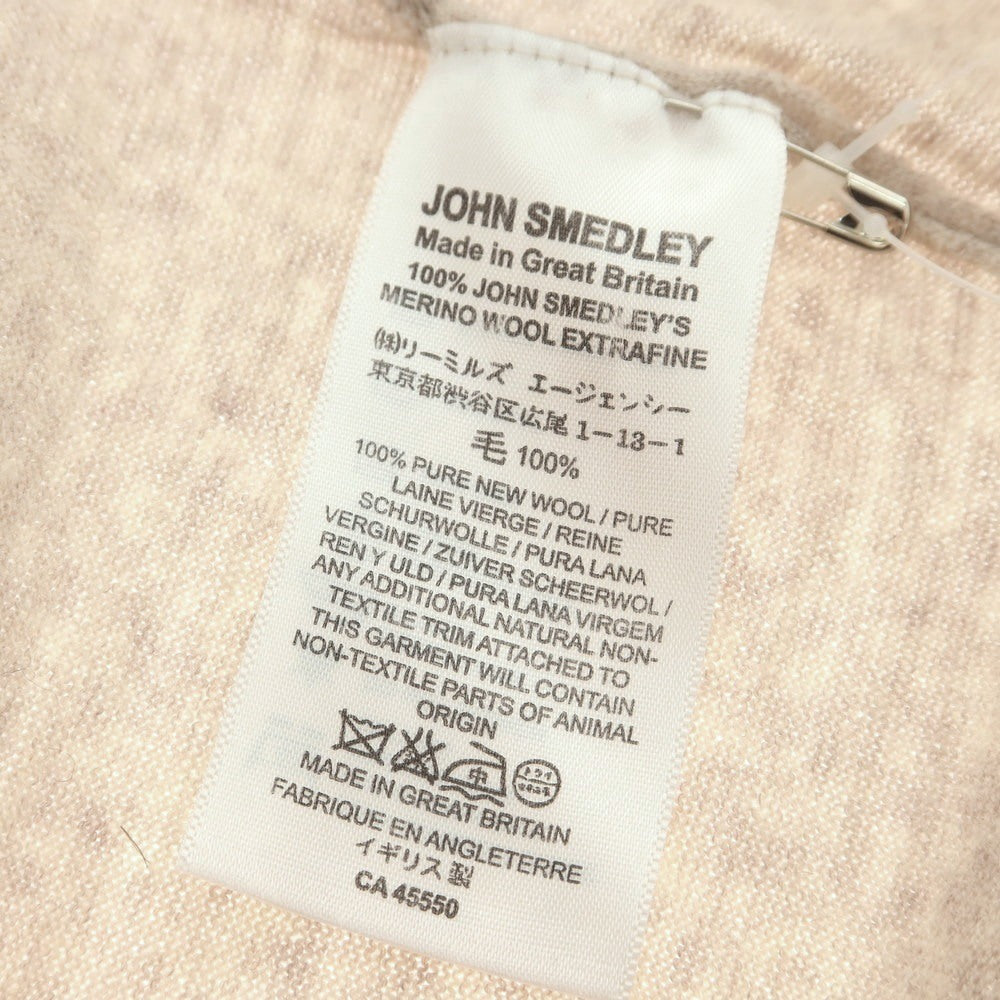 JOHN SMEDLEY
Made in Great Britain
100% JOHN SMEDLEY'S
MERINO WOOL EXTRAFINE
㈱リーミルズ エージェンシー
東京都渋谷区広尾 1-13-1
毛 100%
100% PURE NEW WOOL / PURE
LAINE VIERGE / REINE
SCHURWOLLE / PURA LANA
VERGINE / ZUIVER SCHEERWOL /
REN Y ULD / PURA LANA VIRGEM
ANY ADDITIONAL NATURAL NON-
TEXTILE TRIM ATTACHED TO
THIS GARMENT WILL CONTAIN
NON-TEXTILE PARTS OF ANIMAL
ORIGIN
中 ドライ
MADE IN GREAT BRITAIN
FABRIQUE EN ANGLETERRE
イギリス製
CA 45550